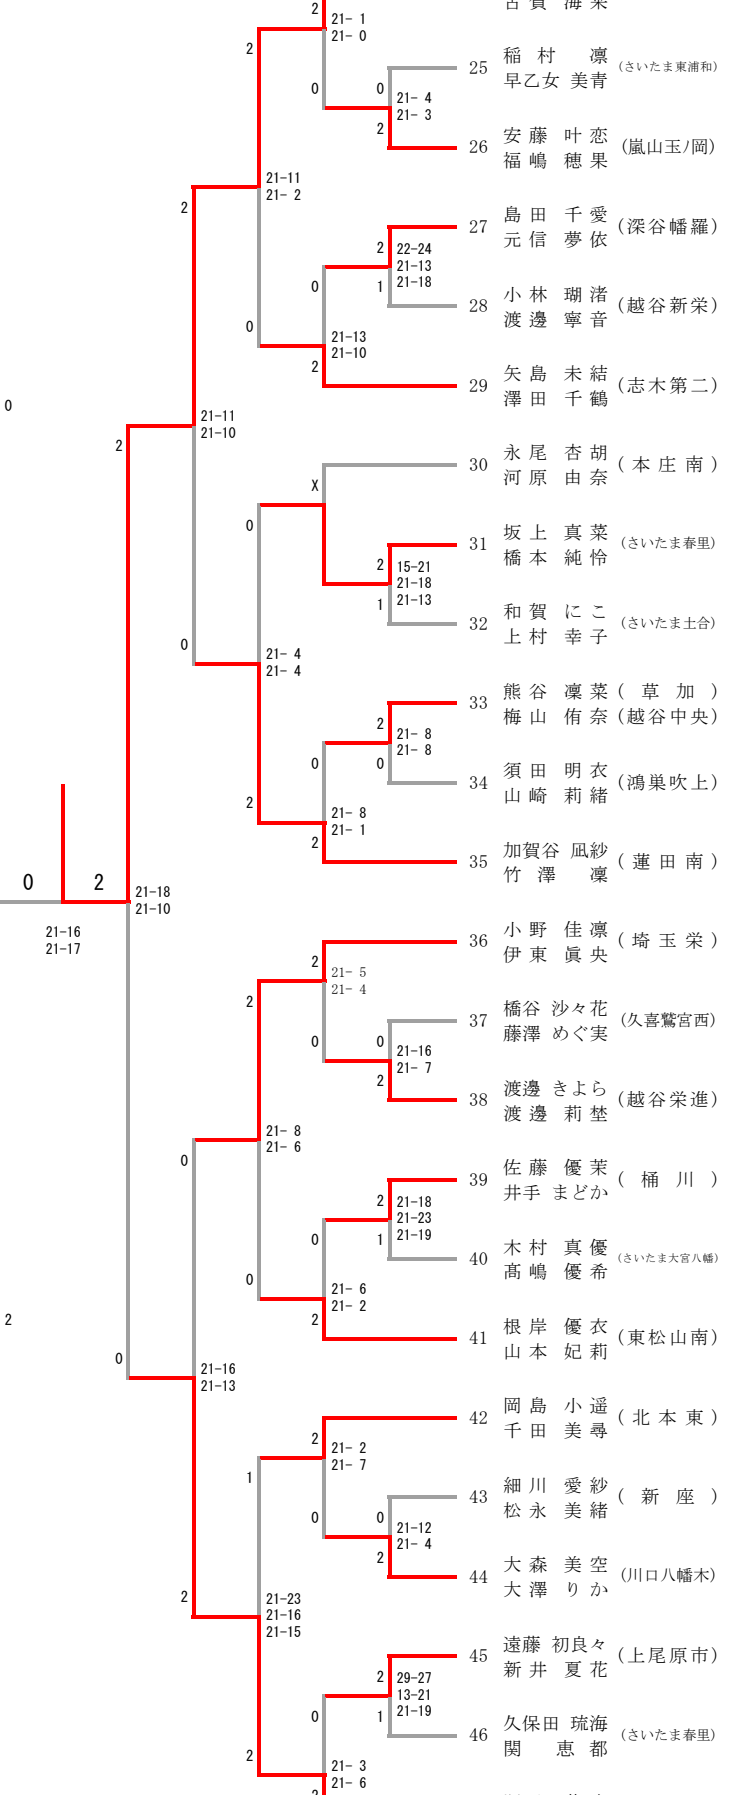 2
21- 1
21- 0
2
25 稲村 凛 (さいたま東浦和)
早乙女 美青
0
0
21- 4
21- 3
2
26 安藤 叶恋 (嵐山玉ノ岡)
福嶋 穂果
21-11
21- 2
2
27 島田 千愛 (深谷幡羅)
元信 夢依
2
22-24
21-13
21-18
0
1
28 小林 瑚渚 (越谷新栄)
渡邊 寧音
0
21-13
21-10
2
29 矢島 未結 (志木第二)
澤田 千鶴
0
21-11
21-10
2
30 永尾 杏胡 (本庄南)
河原 由奈
X
0
31 坂上 真菜 (さいたま春里)
橋本 純怜
2
15-21
21-18
21-13
1
32 和賀 にこ (さいたま土合)
上村 幸子
0
21- 4
21- 4
33 熊谷 凜菜 (草加)
梅山 侑奈 (越谷中央)
2
21- 8
21- 8
0
0
34 須田 明衣 (鴻巣吹上)
山崎 莉緒
2
21- 8
21- 1
2
35 加賀谷 凪紗 (蓮田南)
竹澤 凜
0
2
21-18
21-10
21-16
21-17
36 小野 佳凛 (埼玉栄)
伊東 眞央
2
21- 5
21- 4
2
37 橋谷 沙々花 (久喜鷲宮西)
藤澤 めぐ実
0
0
21-16
21- 7
2
38 渡邉 きよら (越谷栄進)
渡邉 莉埜
21- 8
21- 6
0
39 佐藤 優茉 (桶川)
井手 まどか
2
21-18
21-23
21-19
0
1
40 木村 真優 (さいたま大宮八幡)
髙嶋 優希
0
21- 6
21- 2
2
41 根岸 優衣 (東松山南)
山本 妃莉
2
0
21-16
21-13
42 岡島 小遥 (北本東)
千田 美尋
2
21- 2
21- 7
1
43 細川 愛紗 (新座)
松永 美緒
0
0
21-12
21- 4
2
44 大森 美空 (川口八幡木)
大澤 りか
2
21-23
21-16
21-15
45 遠藤 初良々 (上尾原市)
新井 夏花
2
29-27
13-21
21-19
0
1
46 久保田 琉海 (さいたま春里)
関 恵都
2
21- 3
21- 6
2